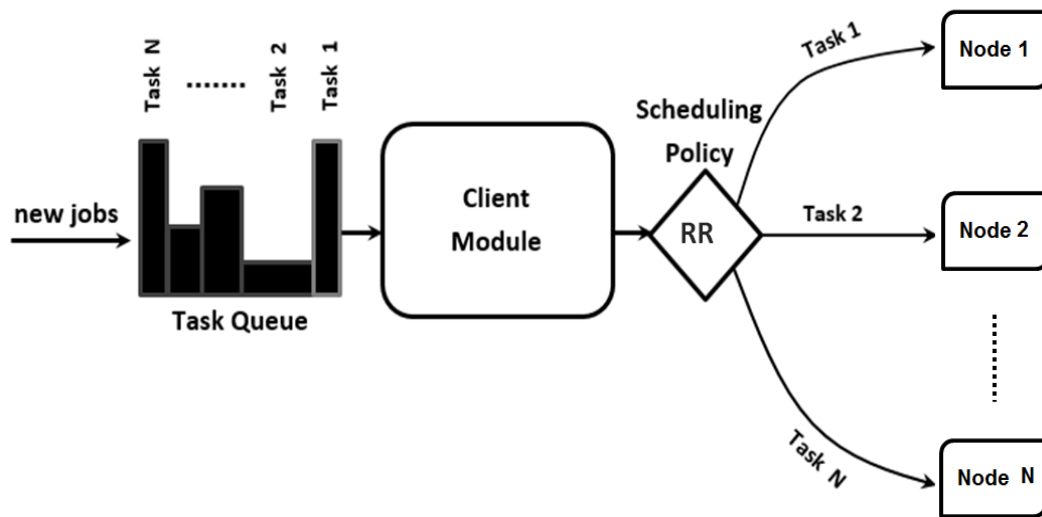 Task N
........
Task 2
Task 1
new jobs
Task Queue
Client
Module
Scheduling
Policy
RR
Task 1
Task 2
Task N
Node 1
Node 2
Node N